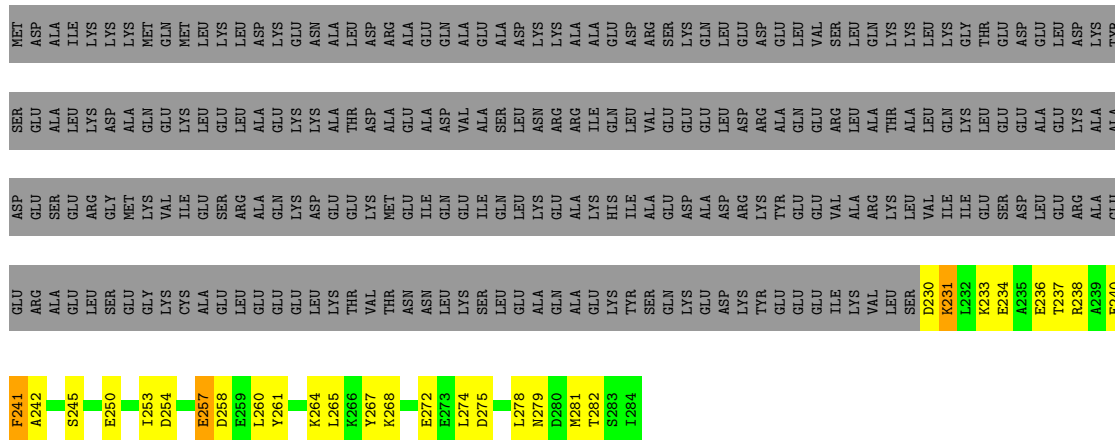 MET ASP ALA ILE LYS LYS LYS MET GLN MET LEU LYS LEU ASP LYS GLU ASN ALA LEU ASP ARG ALA GLU GLN ALA GLU ALA ASP LYS LYS ALA ALA GLU ASP ARG SER LYS GLN LEU GLU ASP GLU LEU VAL SER LEU GLN LYS LYS LEU LYS GLY THR GLU ASP GLU LEU ASP LYS TYR
SER GLU ALA LEU LYS ASP ALA GLN GLU LYS LEU GLU LEU ALA GLU LYS LYS ALA THR ASP ALA GLU ALA ASP VAL ALA SER LEU ASN ARG ARG ILE GLN LEU VAL GLU GLU GLU LEU ASP ARG ALA GLN GLU ARG LEU ALA THR ALA LEU GLN LYS LEU GLU GLU ALA GLU LYS ALA ALA
ASP GLU SER GLU ARG GLY MET LYS VAL ILE GLU SER ARG ALA GLN LYS ASP GLU GLU LYS MET GLU ILE GLN GLU ILE GLN LEU LYS GLU ALA LYS HIS ILE ALA GLU ASP ALA ASP ARG LYS TYR GLU GLU VAL ALA ARG LYS LEU VAL ILE ILE GLU SER ASP LEU GLU ARG ALA GLU
GLU ARG ALA GLU LEU SER GLU GLY LYS CYS ALA GLU LEU GLU GLU GLU LEU LYS THR VAL THR ASN ASN LEU LYS SER LEU GLU ALA GLN ALA GLU LYS TYR SER GLN LYS GLU ASP LYS TYR GLU GLU GLU ILE LYS VAL LEU SER D230 K231 L232 K233 E234 A235 E236 T237 R238 A239 E240
F241 A242 S245 E250 I253 D254 E257 D258 E259 L260 Y261 K264 L265 K266 Y267 K268 E272 E273 L274 D275 L278 N279 D280 M281 T282 S283 I284